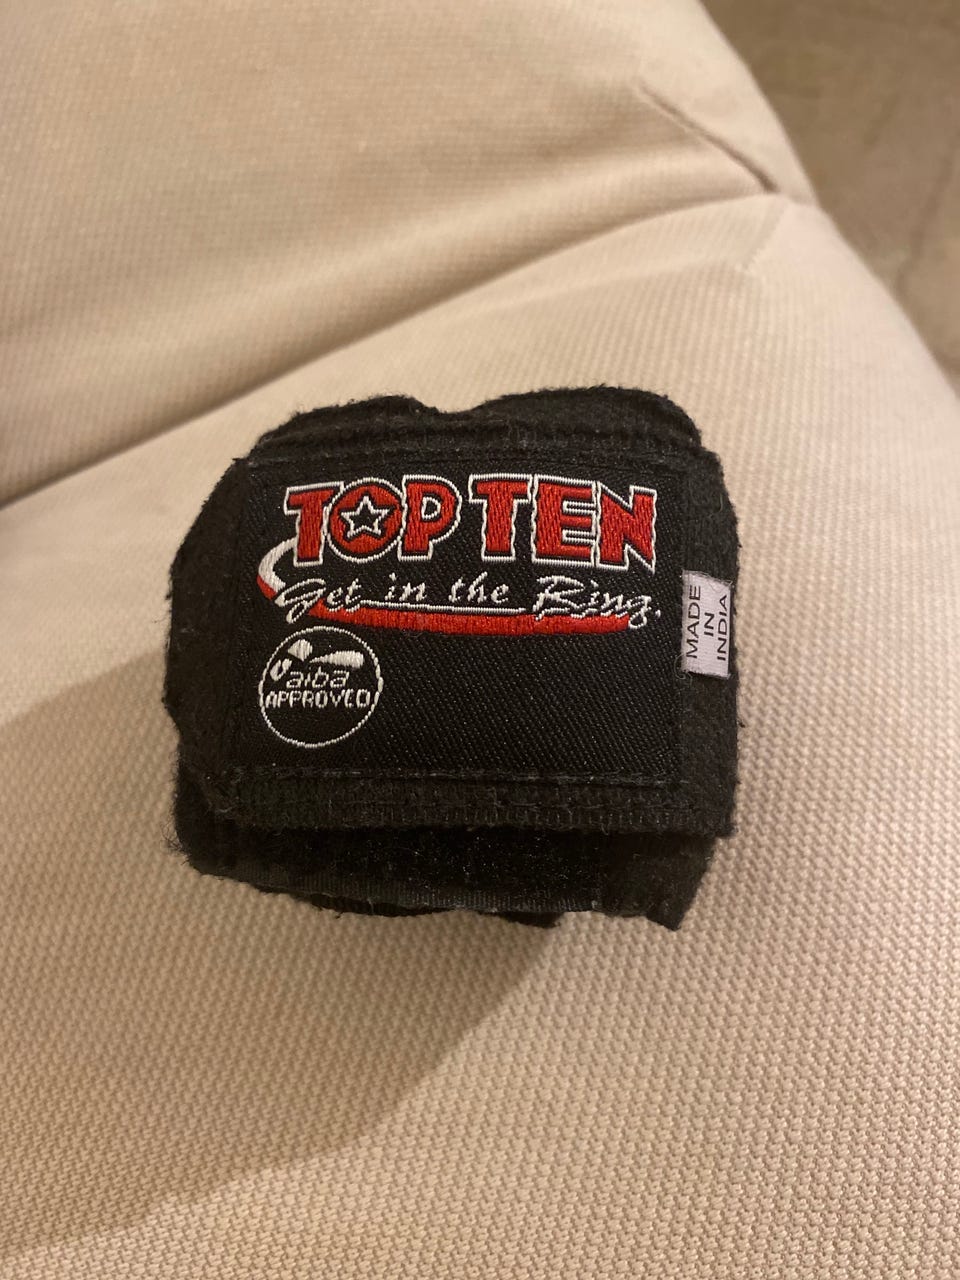 TOP TEN
Get in the Ring.
aiba
APPROVED
MADE
IN
INDIA